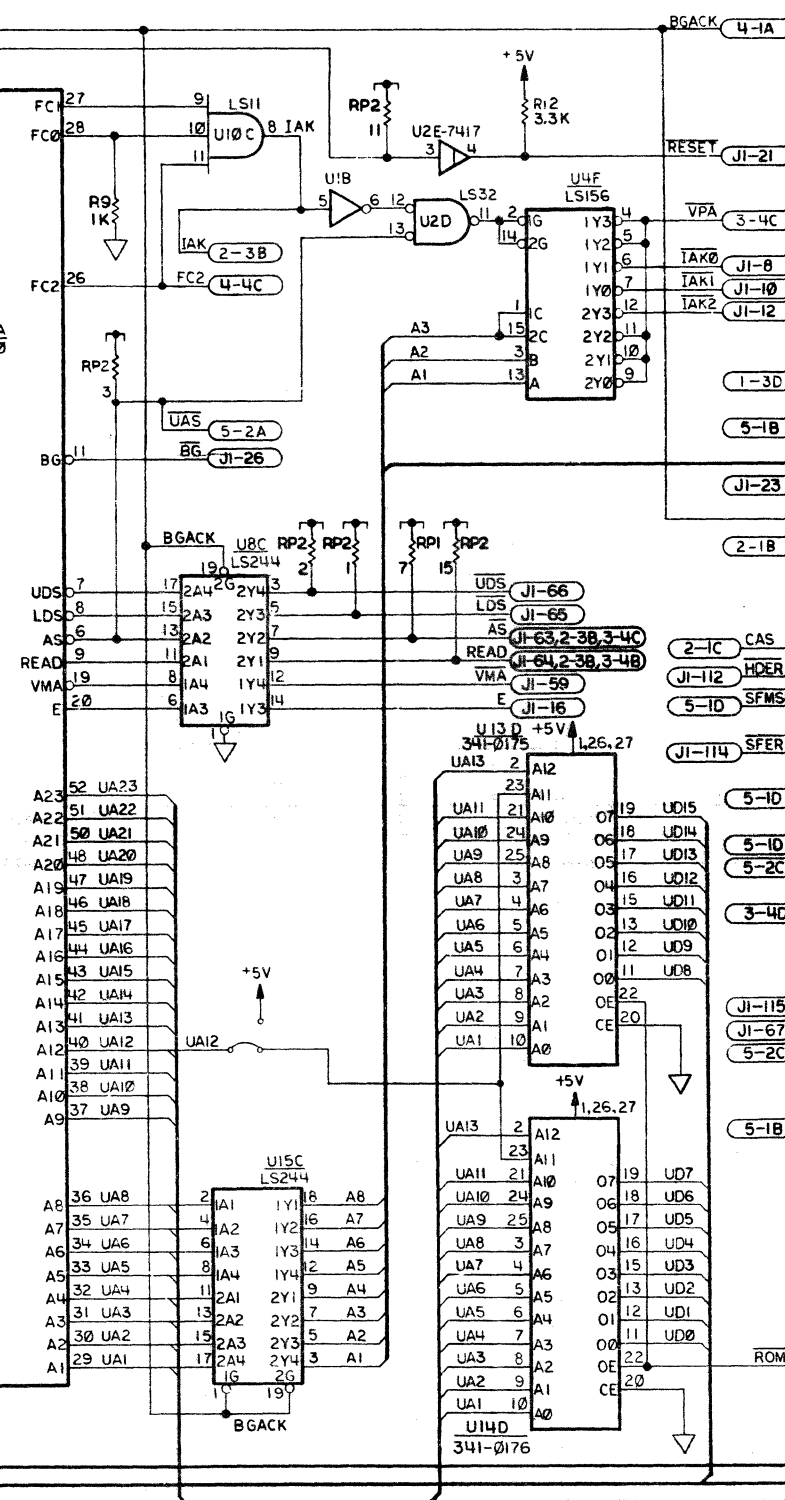 BGACK 4-1A
+5V
FC1 27 9 LS11 RP2 11 R12 3.3K
FC0 28 10 U10C 8 IAK U2E-7417
11 3 4 RESET J1-21
R9 1K U1B U4F
5 6 12 LS32 LS156
13 U2D 11 2 1G 1Y3 4 VPA 3-4C
14 2G 1Y2 5
IAK 2-3B 1Y1 6 IAK0 J1-8
FC2 26 FC2 4-4C 1Y0 7 IAK1 J1-10
1 1C 2Y3 12 IAK2 J1-12
A3 15 2C 2Y2 11
RP2 A2 3 B 2Y1 10
3 A1 13 A 2Y0 9 1-3D
UAS 5-2A 5-1B
BG 11 BG J1-26
J1-23
BGACK U8C RP2 RP2 RP1 RP2
19 LS244 2 1 7 15 2-1B
2G
UDS 7 17 2A4 2Y4 3 UDS J1-66
LDS 8 15 2A3 2Y3 5 LDS J1-65
AS 6 13 2A2 2Y2 7 AS J1-63,2-3B,3-4C
READ 9 11 2A1 2Y1 9 READ J1-64,2-3B,3-4B
2-1C CAS
VMA 19 8 1A4 1Y4 12 VMA J1-59
J1-112 HDER
E 20 6 1A3 1Y3 14 E J1-16
5-1D SFMS
1 1G U13D +5V
341-0175 1,26,27
J1-114 SFER
UA13 2 A12
A23 52 UA23 23 A11 5-1D
A22 51 UA22 UA11 21 A10 O7 19 UD15
A21 50 UA21 UA10 24 A9 O6 18 UD14 5-1D
A20 48 UA20 UA9 25 A8 O5 17 UD13 5-2C
A19 47 UA19 UA8 3 A7 O4 16 UD12
A18 46 UA18 UA7 4 A6 O3 15 UD11 3-4D
A17 45 UA17 UA6 5 A5 O2 13 UD10
A16 44 UA16 UA5 6 A4 O1 12 UD9
A15 43 UA15 UA4 7 A3 O0 11 UD8
A14 42 UA14 +5V UA3 8 A2 OE 22 J1-115
A13 41 UA13 UA2 9 A1 CE 20 J1-67
A12 40 UA12 UA12 UA1 10 A0 5-2C
A11 39 UA11
A10 38 UA10 +5V
A9 37 UA9 1,26,27
UA13 2 A12 5-1B
23 A11
U15C
LS244
UA11 21 A10 O7 19 UD7
A8 36 UA8 2 1A1 1Y1 18 A8 UA10 24 A9 O6 18 UD6
A7 35 UA7 4 1A2 1Y2 16 A7 UA9 25 A8 O5 17 UD5
A6 34 UA6 6 1A3 1Y3 14 A6 UA8 3 A7 O4 16 UD4
A5 33 UA5 8 1A4 1Y4 12 A5 UA7 4 A6 O3 15 UD3
A4 32 UA4 11 2A1 2Y1 9 A4 UA6 5 A5 O2 13 UD2
A3 31 UA3 13 2A2 2Y2 7 A3 UA5 6 A4 O1 12 UD1
A2 30 UA2 15 2A3 2Y3 5 A2 UA4 7 A3 O0 11 UD0
A1 29 UA1 17 2A4 2Y4 3 A1 UA3 8 A2 OE 22 ROM
1 1G 2G 19 UA2 9 A1 CE 20
UA1 10 A0
BGACK U14D
341-0176